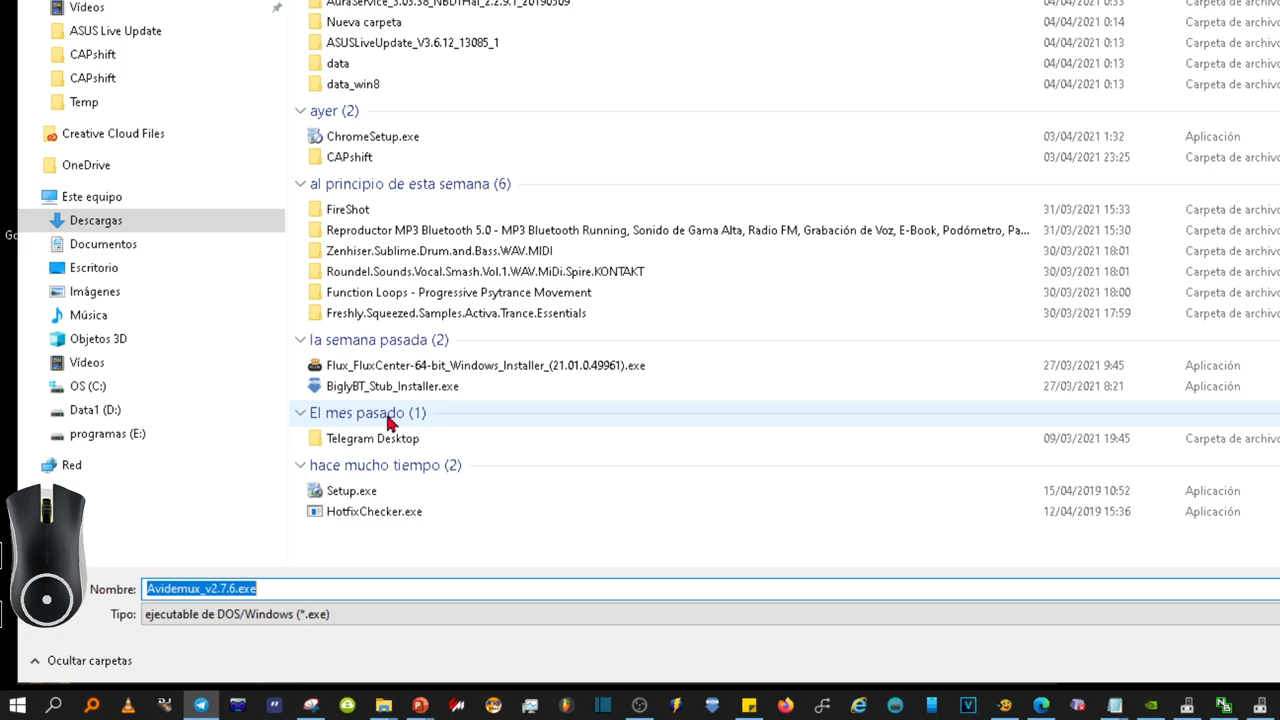 Vídeos
ASUS Live Update
CAPshift
CAPshift
Temp
Creative Cloud Files
OneDrive
Este equipo
Descargas
Documentos
Escritorio
Imágenes
Música
Objetos 3D
Vídeos
OS (C:)
Data1 (D:)
programas (E:)
Red
Nueva carpeta 04/04/2021 0:14 Carpeta de archivo
ASUSLiveUpdate_V3.6.12_13085_1 04/04/2021 0:13 Carpeta de archivo
data 04/04/2021 0:13 Carpeta de archivo
data_win8 04/04/2021 0:13 Carpeta de archivo
ayer (2)
ChromeSetup.exe 03/04/2021 1:32 Aplicación
CAPshift 03/04/2021 23:25 Carpeta de archivo
al principio de esta semana (6)
FireShot 31/03/2021 15:33 Carpeta de archivo
Reproductor MP3 Bluetooth 5.0 - MP3 Bluetooth Running, Sonido de Gama Alta, Radio FM, Grabación de Voz, E-Book, Podómetro, Pa... 31/03/2021 15:30 Carpeta de archivo
Zenhiser.Sublime.Drum.and.Bass.WAV.MIDI 30/03/2021 18:01 Carpeta de archivo
Roundel.Sounds.Vocal.Smash.Vol.1.WAV.MiDi.Spire.KONTAKT 30/03/2021 18:01 Carpeta de archivo
Function Loops - Progressive Psytrance Movement 30/03/2021 18:00 Carpeta de archivo
Freshly.Squeezed.Samples.Activa.Trance.Essentials 30/03/2021 17:59 Carpeta de archivo
la semana pasada (2)
Flux_FluxCenter-64-bit_Windows_Installer_(21.01.0.49961).exe 27/03/2021 9:45 Aplicación
BiglyBT_Stub_Installer.exe 27/03/2021 8:21 Aplicación
El mes pasado (1)
Telegram Desktop 09/03/2021 19:45 Carpeta de archivo
hace mucho tiempo (2)
Setup.exe 15/04/2019 10:52 Aplicación
HotfixChecker.exe 12/04/2019 15:36 Aplicación
Nombre: Avidemux_v2.7.6.exe
Tipo: ejecutable de DOS/Windows (*.exe)
Ocultar carpetas